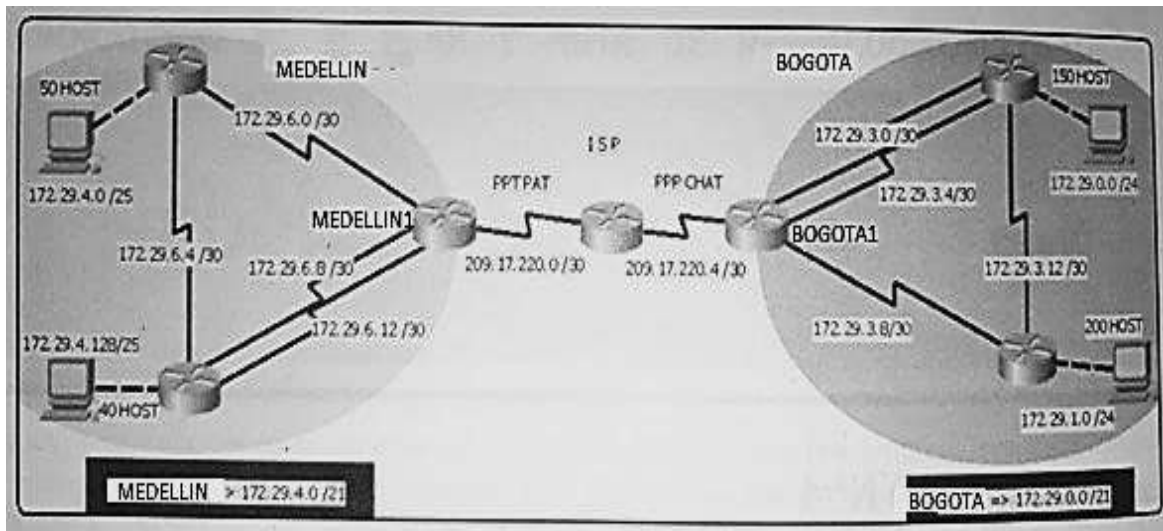 MEDELLIN - -
BOGOTA
50 HOST
150 HOST
172.29.6.0 /30
172.29.3.0 /30
I S P
172.29.4.0 /25
PPT PAT
PPP CHAT
172.29.3.4/30
172.29.0.0 /24
MEDELLIN1
BOGOTA1
172.29.6.4 /30
172.29.6.8 /30
209.17.220.0 /30
209.17.220.4 /30
172.29.3.12 /30
172.29.6.12 /30
172.29.3.8/30
172.29.4.128/25
200 HOST
40 HOST
172.29.1.0 /24
MEDELLIN > 172.29.4.0 /21
BOGOTA => 172.29.0.0 /21